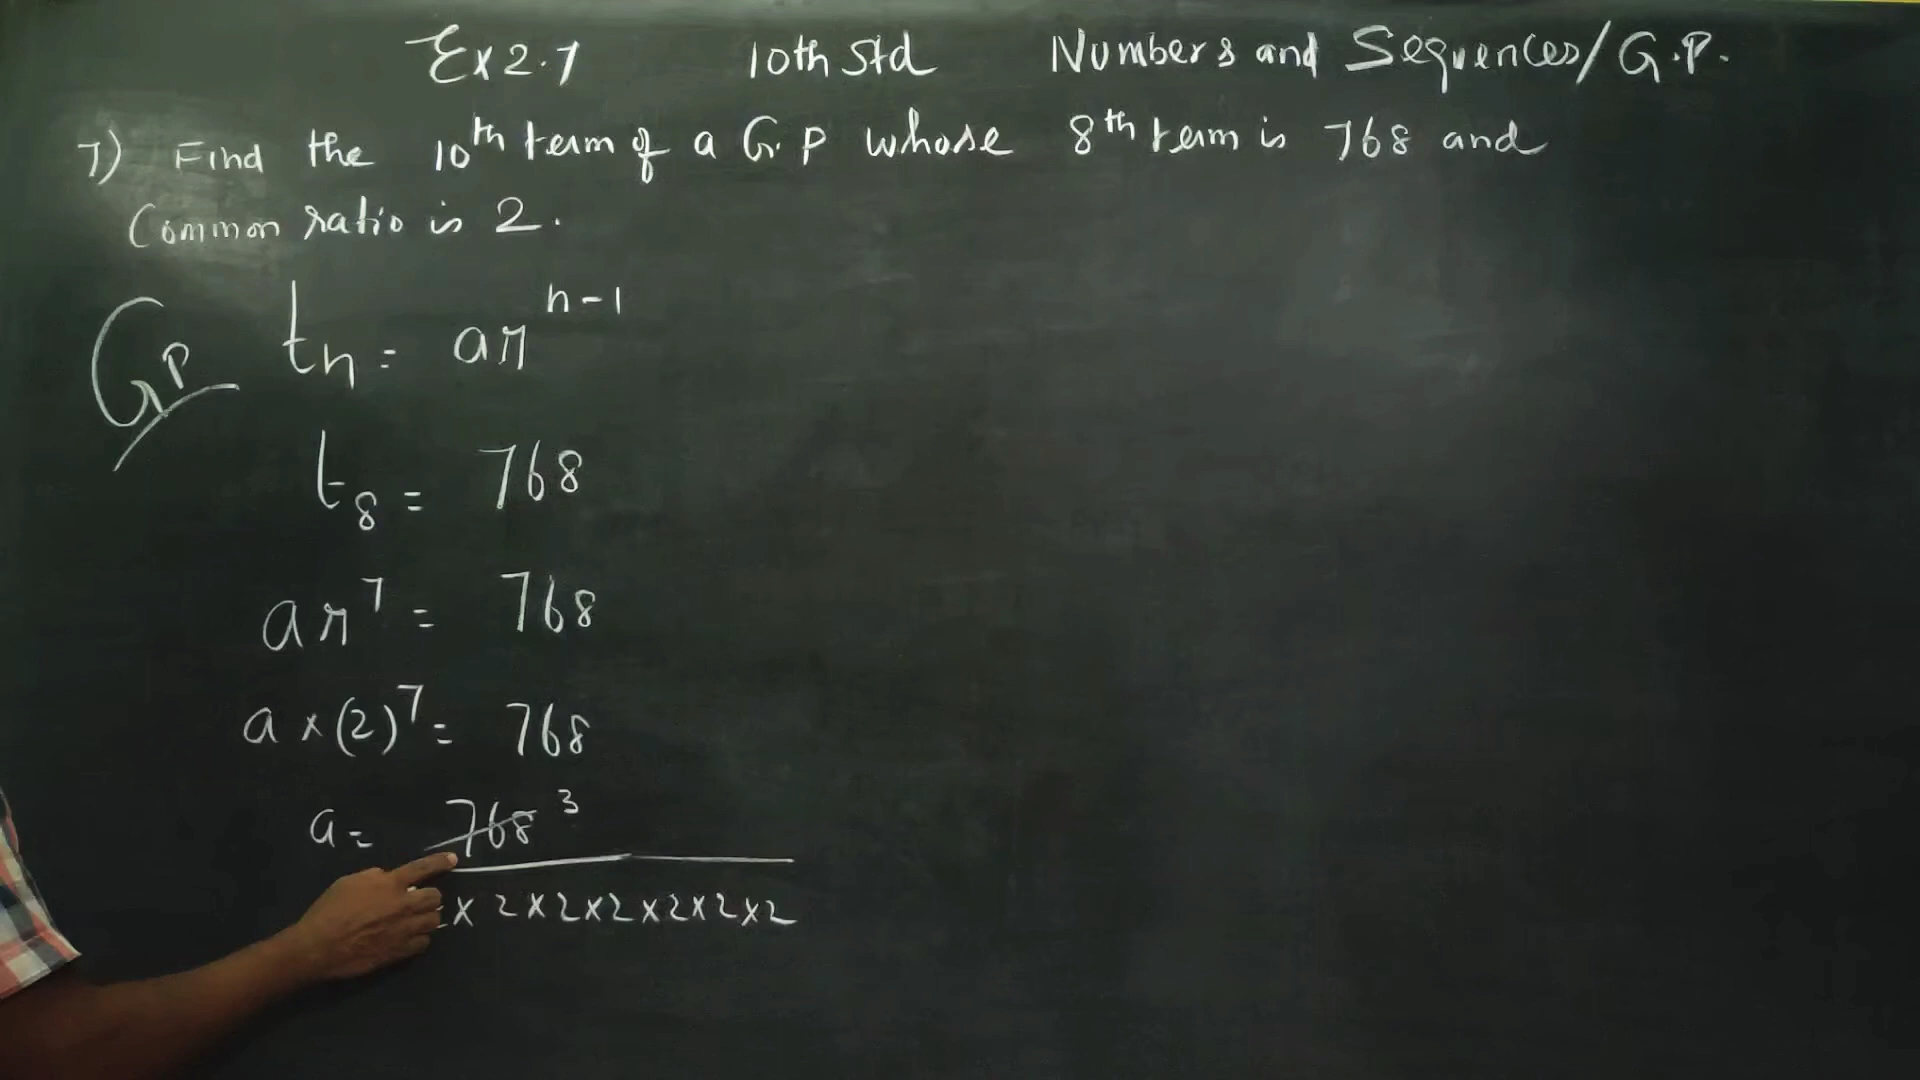 Ex 2.7 10th Std Numbers and Sequences/G.P.
7) Find the 10th term of a G.P whose 8th term is 768 and
Common ratio is 2.
GP tn = ar^n-1
t8 = 768
ar^7 = 768
a × (2)^7 = 768
a = 768 3
× 2 × 2 × 2 × 2 × 2 × 2